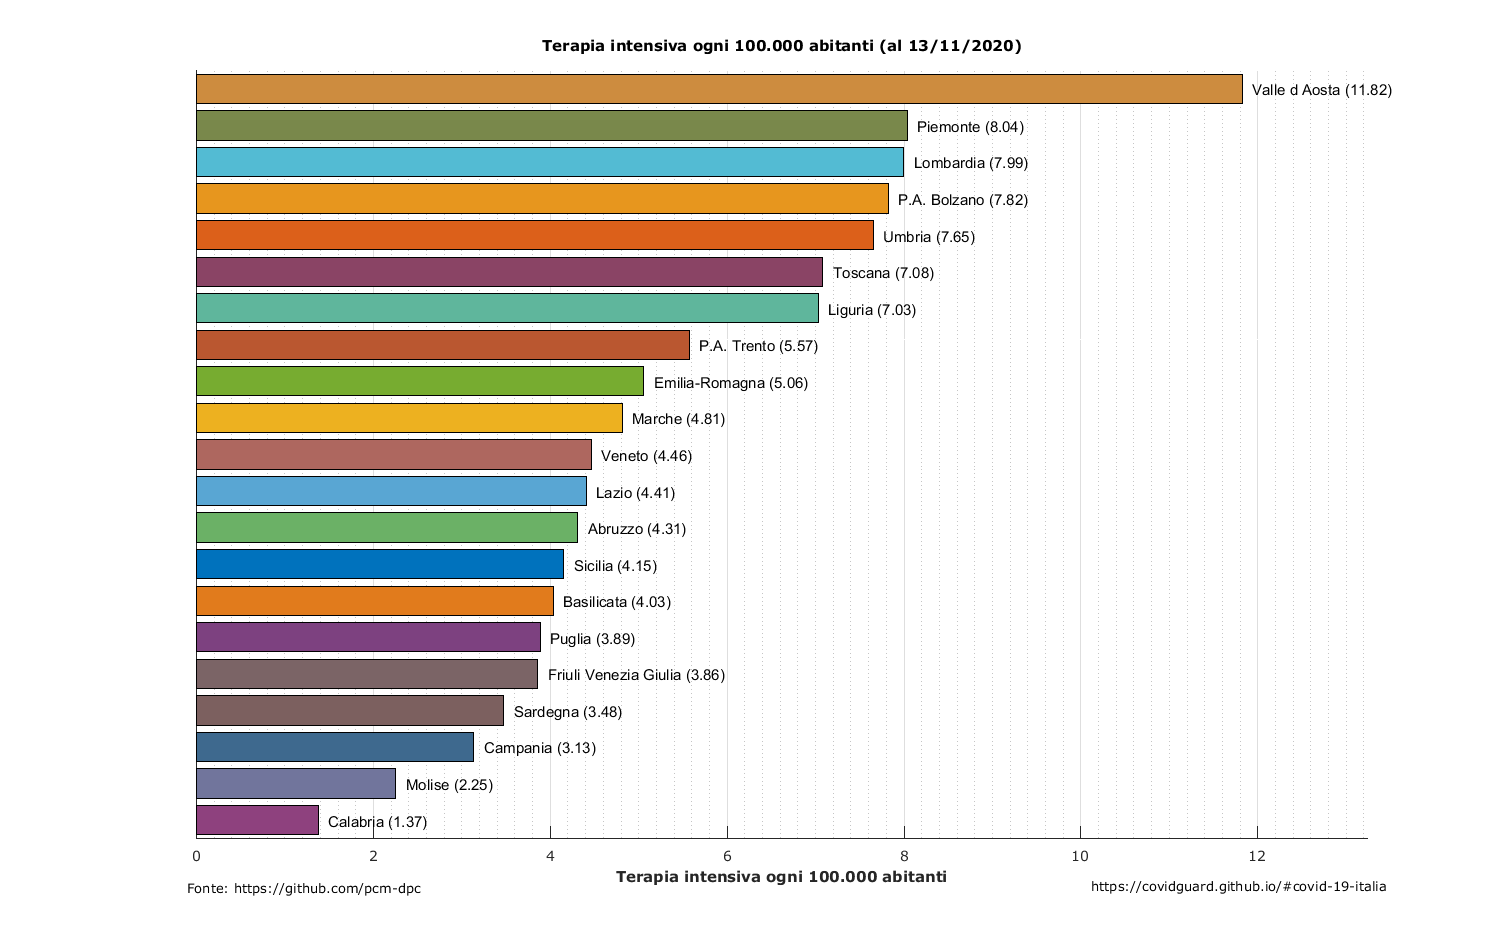 Terapia intensiva ogni 100.000 abitanti (al 13/11/2020)
Valle d Aosta (11.82)
Piemonte (8.04)
Lombardia (7.99)
P.A. Bolzano (7.82)
Umbria (7.65)
Toscana (7.08)
Liguria (7.03)
P.A. Trento (5.57)
Emilia-Romagna (5.06)
Marche (4.81)
Veneto (4.46)
Lazio (4.41)
Abruzzo (4.31)
Sicilia (4.15)
Basilicata (4.03)
Puglia (3.89)
Friuli Venezia Giulia (3.86)
Sardegna (3.48)
Campania (3.13)
Molise (2.25)
Calabria (1.37)
0 2 4 6 8 10 12
Terapia intensiva ogni 100.000 abitanti
Fonte: https://github.com/pcm-dpc
https://covidguard.github.io/#covid-19-italia